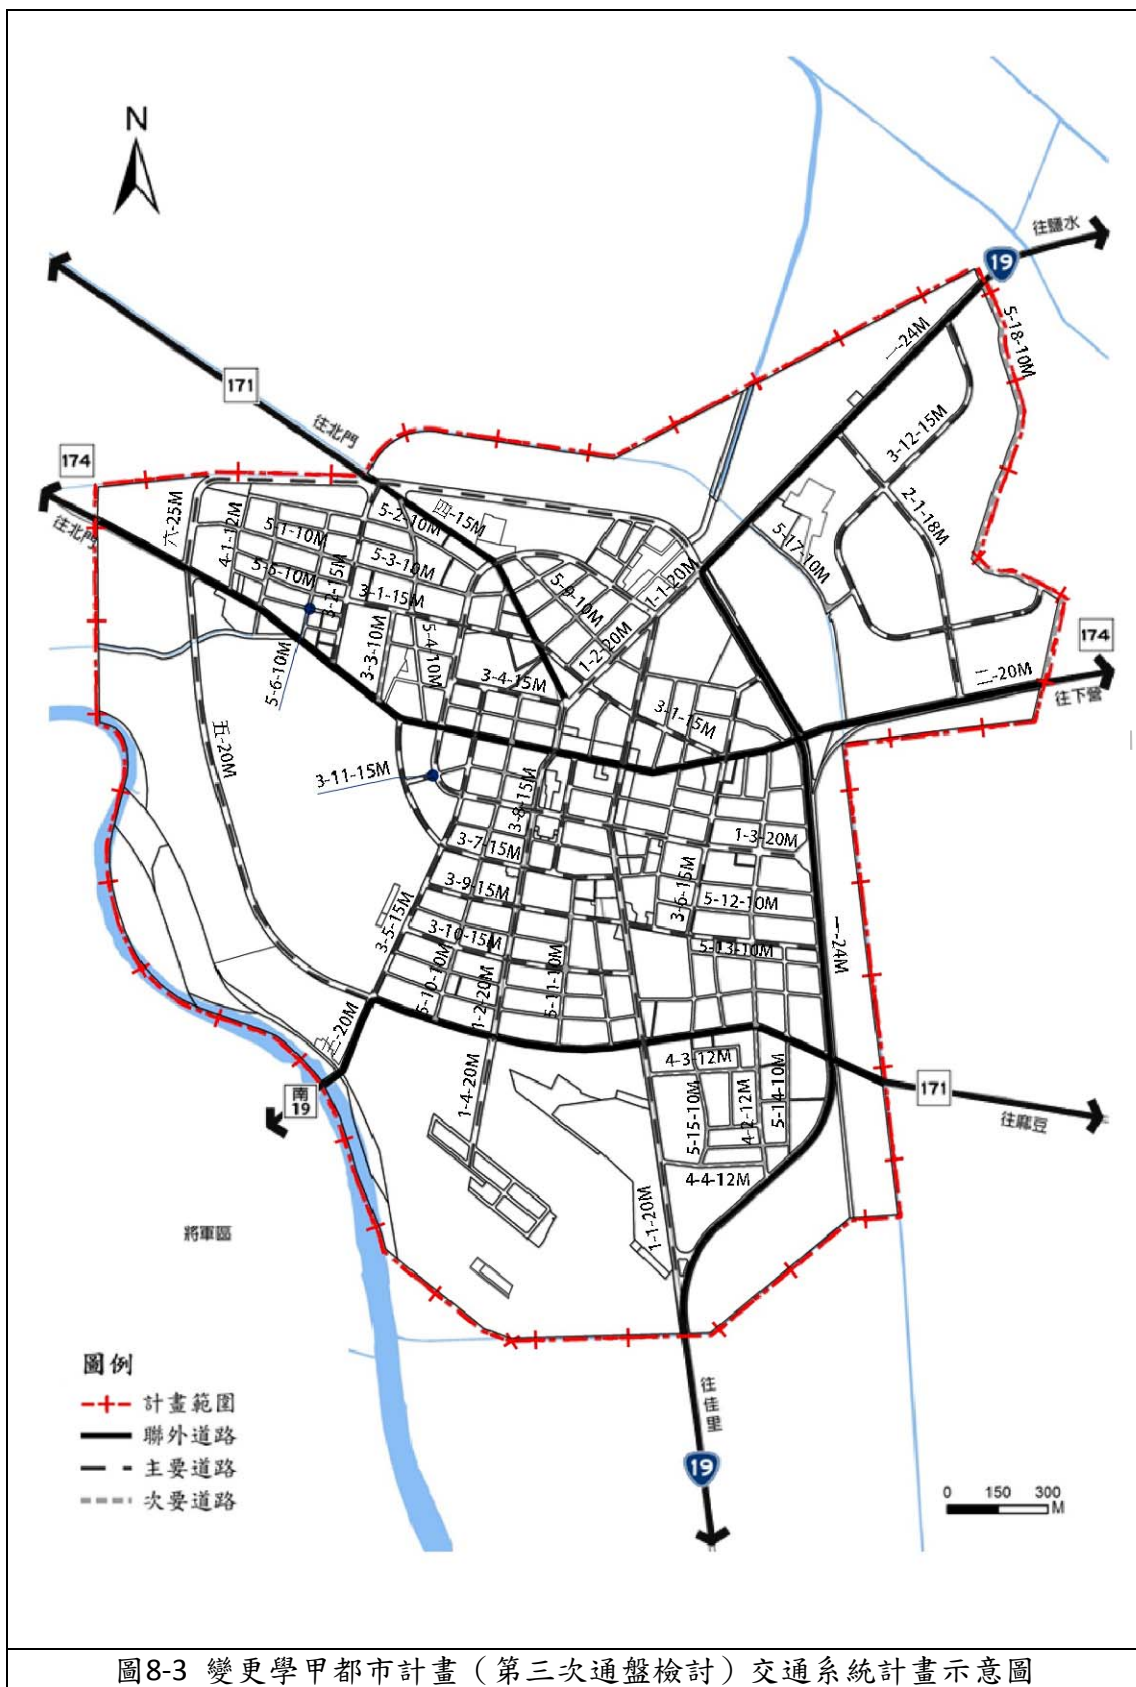 N
往鹽水
19
171
往北門
174
往北門
一-24M
5-18-10M
3-12-15M
2-1-18M
5-17-10M
六-25M
4-1-12M
5-1-10M
5-2-10M
四-15M
5-3-10M
5-5-10M
3-2-15M
3-1-15M
5-9-10M
1-1-20M
1-2-20M
3-3-10M
5-4-10M
3-4-15M
5-6-10M
3-1-15M
二-20M
174
往下營
五-20M
3-11-15M
3-8-15M
3-7-15M
1-3-20M
3-9-15M
3-6-15M
5-12-10M
3-5-15M
3-10-15M
5-13-10M
一-24M
5-10-10M
1-2-20M
5-11-10M
五-20M
4-3-12M
1-4-20M
5-15-10M
4-2-12M
5-14-10M
南
19
171
往麻豆
4-4-12M
1-1-20M
將軍區
往佳里
19
圖例
計畫範圍
聯外道路
主要道路
次要道路
0 150 300
M
圖8-3 變更學甲都市計畫（第三次通盤檢討）交通系統計畫示意圖